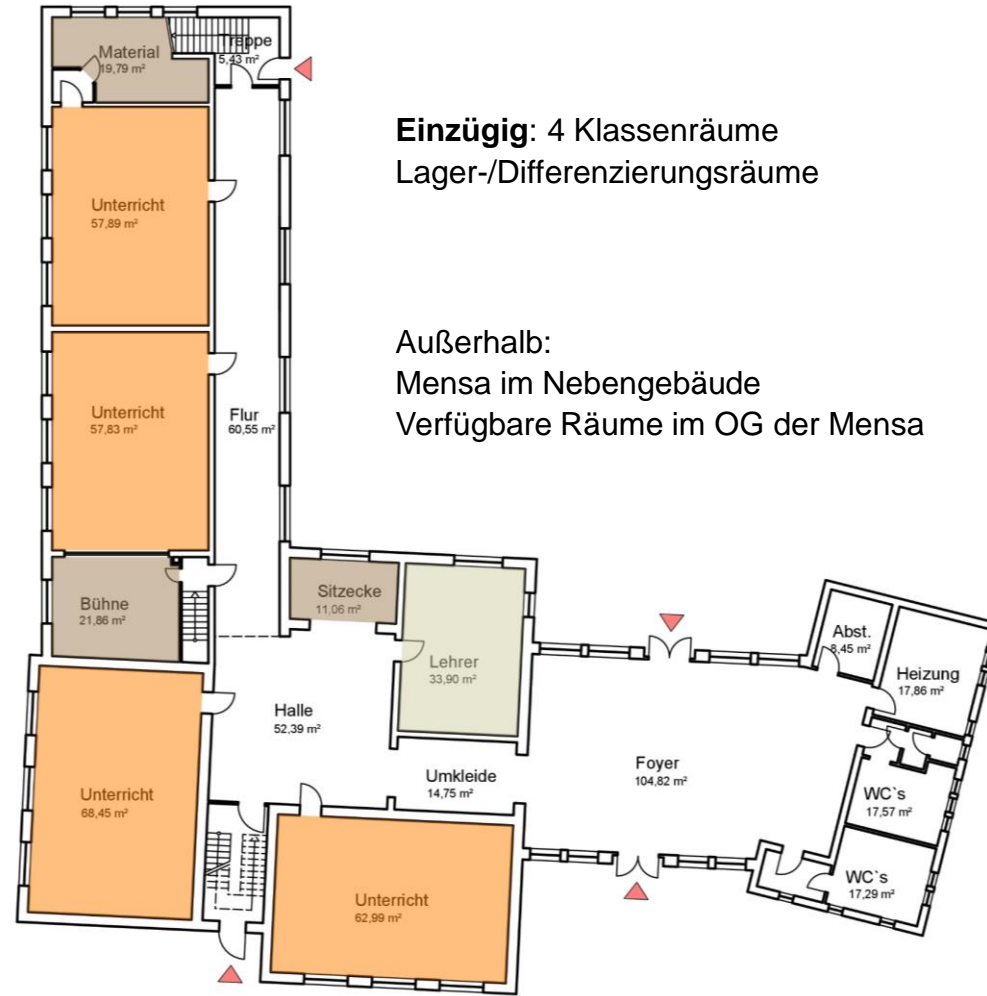 Treppe
5,43 m²
Material
19,79 m²
Einzügig: 4 Klassenräume
Lager-/Differenzierungsräume
Unterricht
57,89 m²
Außerhalb:
Mensa im Nebengebäude
Verfügbare Räume im OG der Mensa
Unterricht
57,83 m²
Flur
60,55 m²
Bühne
21,86 m²
Sitzecke
11,06 m²
Lehrer
33,90 m²
Abst.
8,45 m²
Heizung
17,86 m²
Halle
52,39 m²
Umkleide
14,75 m²
Foyer
104,82 m²
Unterricht
68,45 m²
WC`s
17,57 m²
WC`s
17,29 m²
Unterricht
62,99 m²